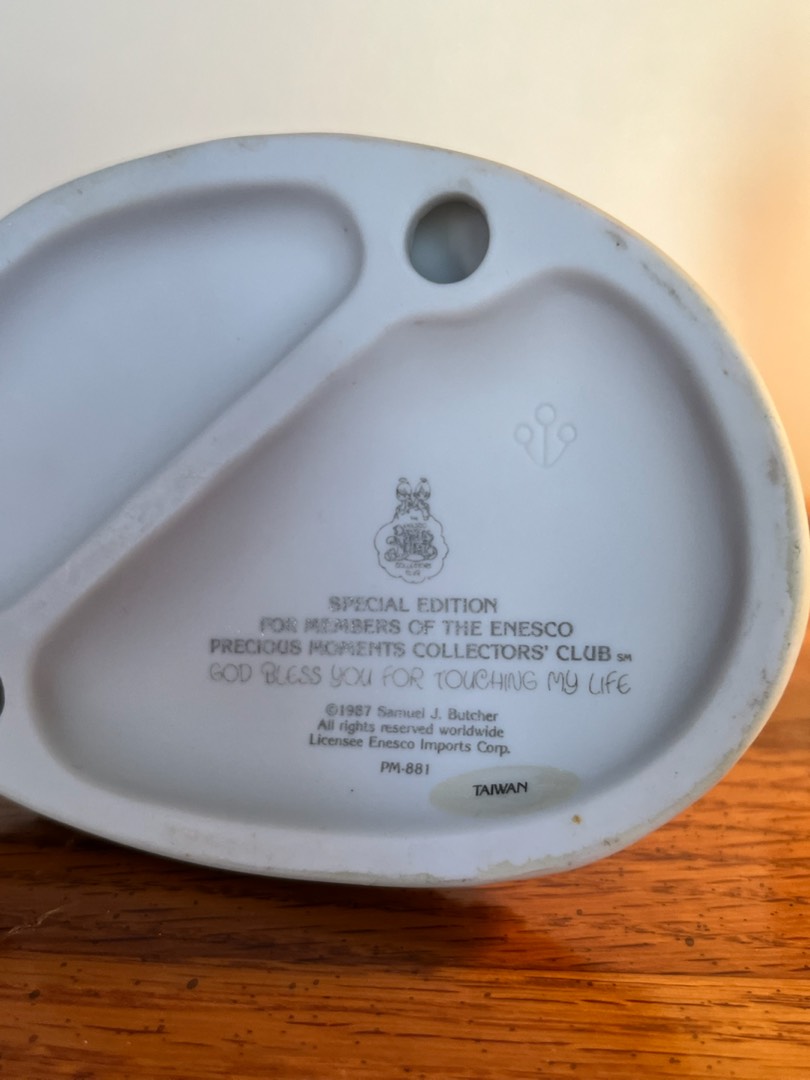 SPECIAL EDITION
FOR MEMBERS OF THE ENESCO
PRECIOUS MOMENTS COLLECTORS' CLUB SM
GOD BLESS YOU FOR TOUCHING MY LIFE
©1987 Samuel J. Butcher
All rights reserved worldwide
Licensee Enesco Imports Corp.
PM-881
TAIWAN